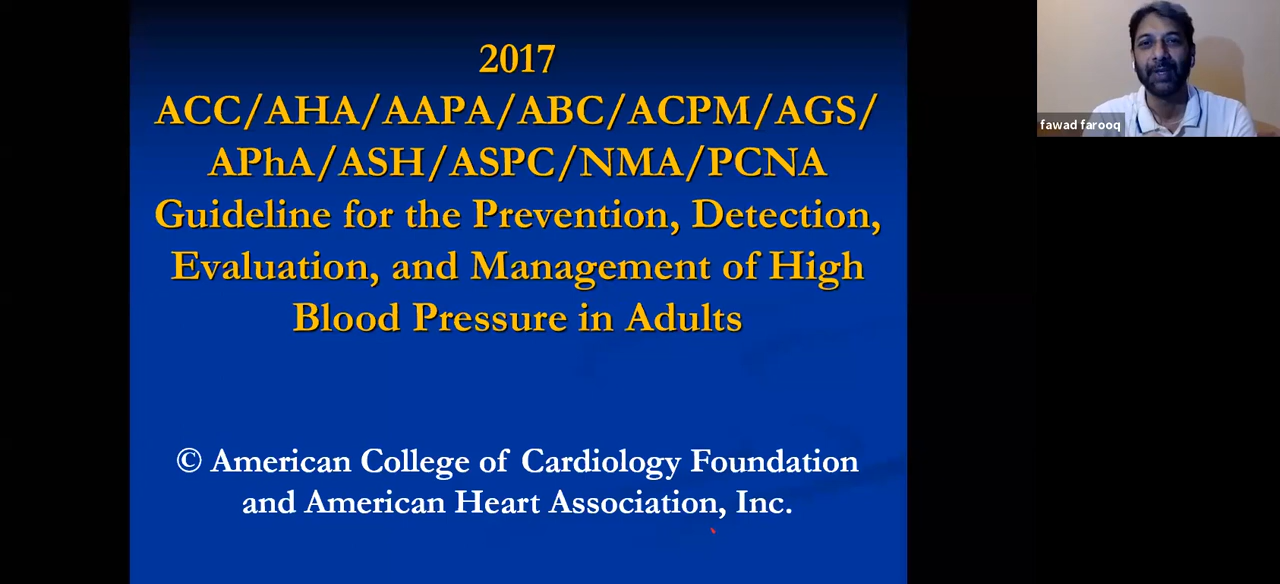 2017
ACC/AHA/AAPA/ABC/ACPM/AGS/
APhA/ASH/ASPC/NMA/PCNA
Guideline for the Prevention, Detection,
Evaluation, and Management of High
Blood Pressure in Adults
© American College of Cardiology Foundation
and American Heart Association, Inc.
fawad farooq